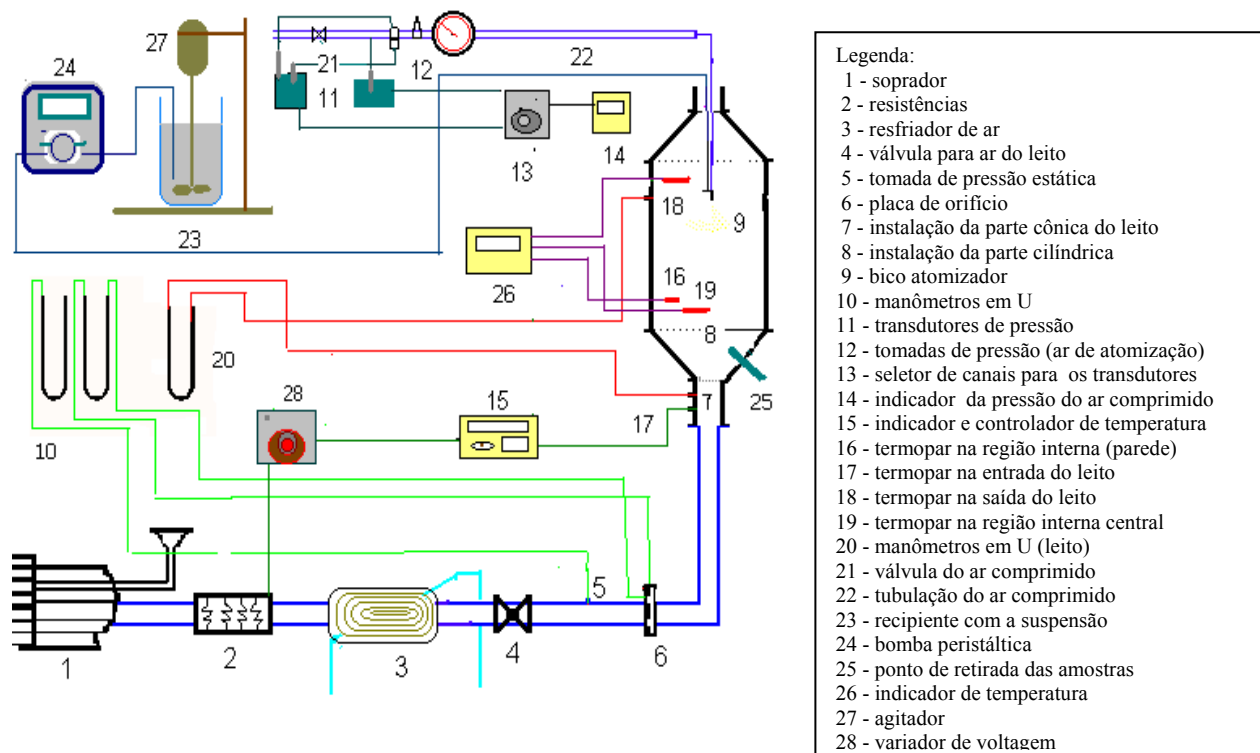 27
24
21
22
12
11
13
14
18
9
23
26
16
19
8
20
28
15
7
17
25
10
5
1
2
3
4
6
Legenda:
1 - soprador
2 - resistências
3 - resfriador de ar
4 - válvula para ar do leito
5 - tomada de pressão estática
6 - placa de orifício
7 - instalação da parte cônica do leito
8 - instalação da parte cilíndrica
9 - bico atomizador
10 - manômetros em U
11 - transdutores de pressão
12 - tomadas de pressão (ar de atomização)
13 - seletor de canais para os transdutores
14 - indicador da pressão do ar comprimido
15 - indicador e controlador de temperatura
16 - termopar na região interna (parede)
17 - termopar na entrada do leito
18 - termopar na saída do leito
19 - termopar na região interna central
20 - manômetros em U (leito)
21 - válvula do ar comprimido
22 - tubulação do ar comprimido
23 - recipiente com a suspensão
24 - bomba peristáltica
25 - ponto de retirada das amostras
26 - indicador de temperatura
27 - agitador
28 - variador de voltagem